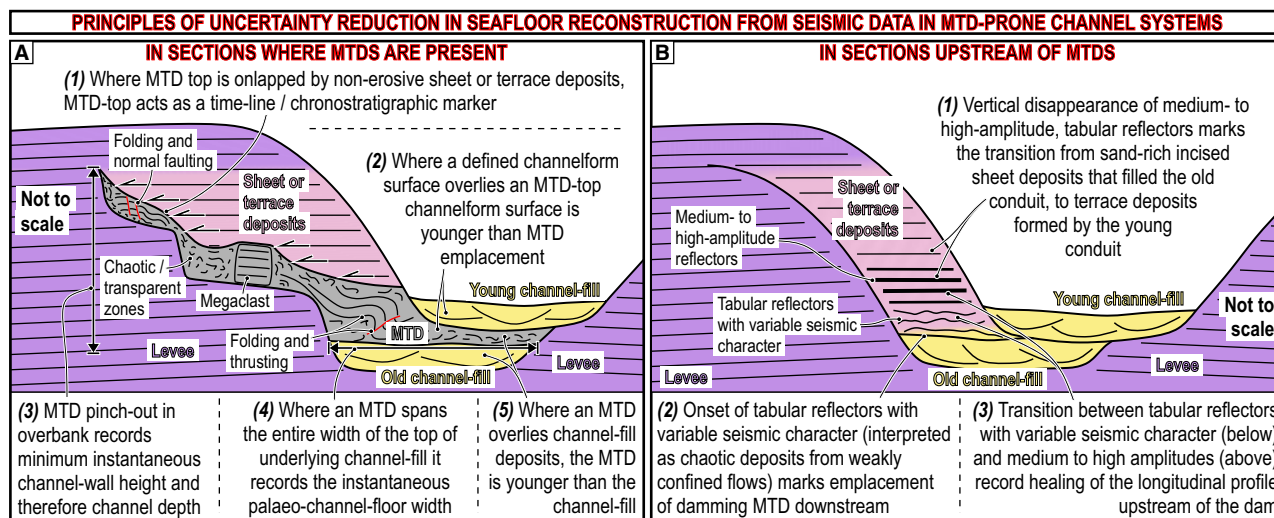 PRINCIPLES OF UNCERTAINTY REDUCTION IN SEAFLOOR RECONSTRUCTION FROM SEISMIC DATA IN MTD-PRONE CHANNEL SYSTEMS
A
IN SECTIONS WHERE MTDS ARE PRESENT
(1) Where MTD top is onlapped by non-erosive sheet or terrace deposits,
MTD-top acts as a time-line / chronostratigraphic marker
Folding and
normal faulting
Not to
scale
Sheet or
terrace
deposits
(2) Where a defined channelform
surface overlies an MTD-top
channelform surface is
younger than MTD
emplacement
Chaotic /
transparent
zones
Megaclast
Young channel-fill
Folding and
thrusting
MTD
Levee
Levee
Old channel-fill
(3) MTD pinch-out in
overbank records
minimum instantaneous
channel-wall height and
therefore channel depth
(4) Where an MTD spans
the entire width of the top of
underlying channel-fill it
records the instantaneous
palaeo-channel-floor width
(5) Where an MTD
overlies channel-fill
deposits, the MTD
is younger than the
channel-fill
B
IN SECTIONS UPSTREAM OF MTDS
(1) Vertical disappearance of medium- to
high-amplitude, tabular reflectors marks
the transition from sand-rich incised
sheet deposits that filled the old
conduit, to terrace deposits
formed by the young
conduit
Sheet or
terrace
deposits
Medium- to
high-amplitude
reflectors
Tabular reflectors
with variable seismic
character
Young channel-fill
Not to
scale
Levee
Old channel-fill
Levee
(2) Onset of tabular reflectors with
variable seismic character (interpreted
as chaotic deposits from weakly
confined flows) marks emplacement
of damming MTD downstream
(3) Transition between tabular reflectors
with variable seismic character (below)
and medium to high amplitudes (above)
record healing of the longitudinal profile
upstream of the dam